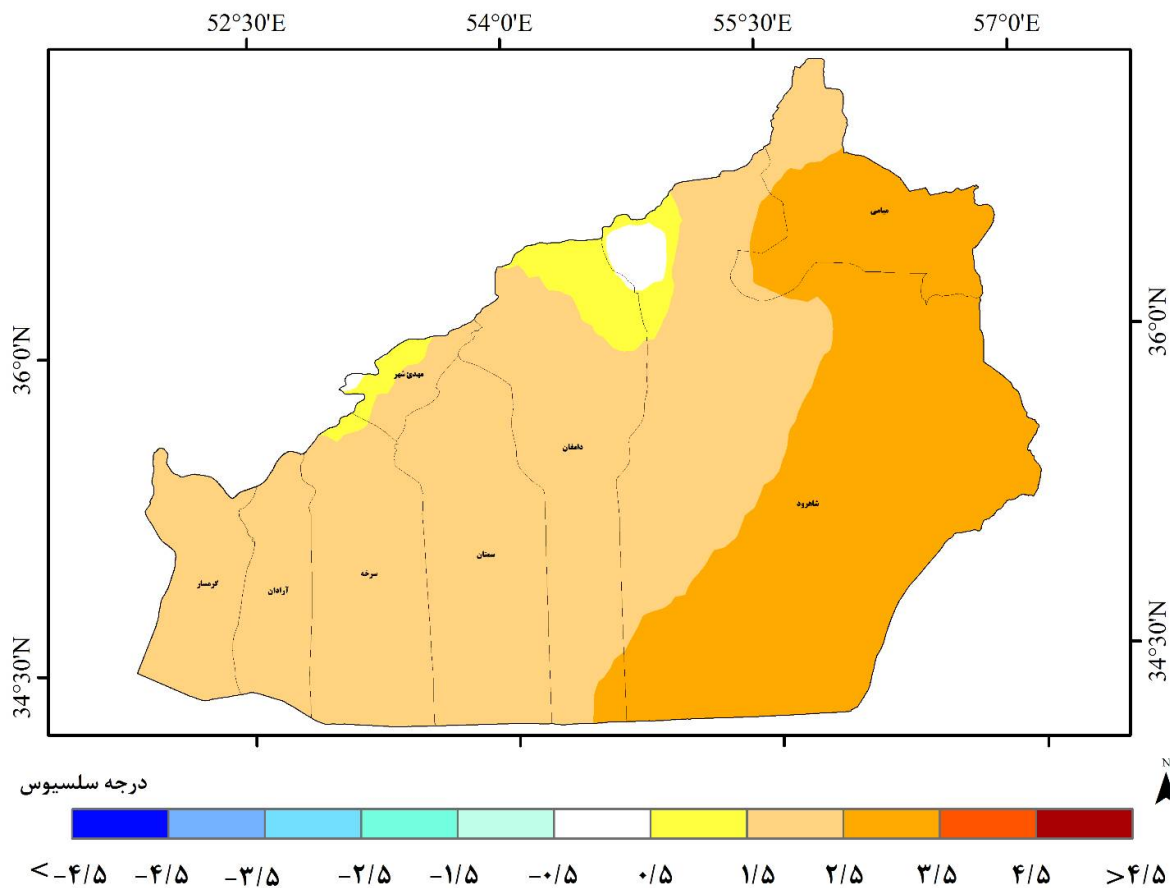 52°30'E 54°0'E 55°30'E 57°0'E
36°0'N
34°30'N
36°0'N
34°30'N
میامی
مهدی شهر
دامغان
شاهرود
سمنان
سرخه
آرادان
گرمسار
N
درجه سلسیوس
< -۴/۵ -۴/۵ -۳/۵ -۲/۵ -۱/۵ -۰/۵ ۰/۵ ۱/۵ ۲/۵ ۳/۵ ۴/۵ >۴/۵